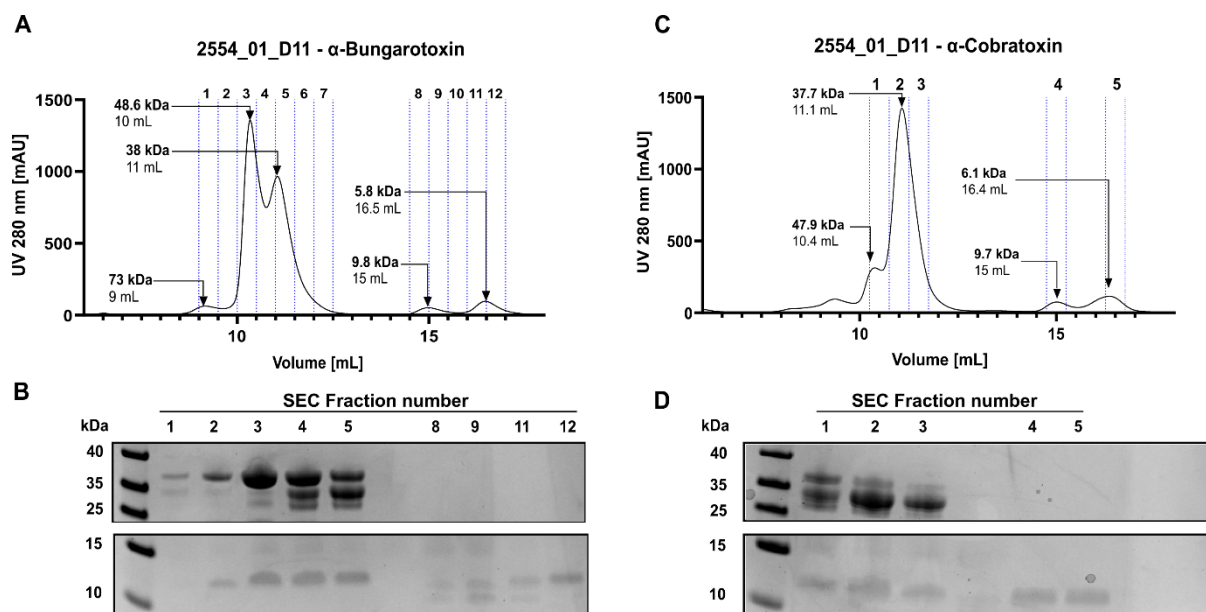 A
2554_01_D11 - α-Bungarotoxin
1 2 3 4 5 6 7 8 9 10 11 12
1500
1000
500
0
UV 280 nm [mAU]
48.6 kDa
10 mL
38 kDa
11 mL
5.8 kDa
16.5 mL
9.8 kDa
15 mL
73 kDa
9 mL
10 15
Volume [mL]
C
2554_01_D11 - α-Cobratoxin
1 2 3 4 5
1500
1000
500
0
UV 280 nm [mAU]
37.7 kDa
11.1 mL
6.1 kDa
16.4 mL
47.9 kDa
10.4 mL
9.7 kDa
15 mL
10 15
Volume [mL]
B
SEC Fraction number
kDa 1 2 3 4 5 8 9 11 12
40
35
25
15
10
D
SEC Fraction number
kDa 1 2 3 4 5
40
35
25
15
10